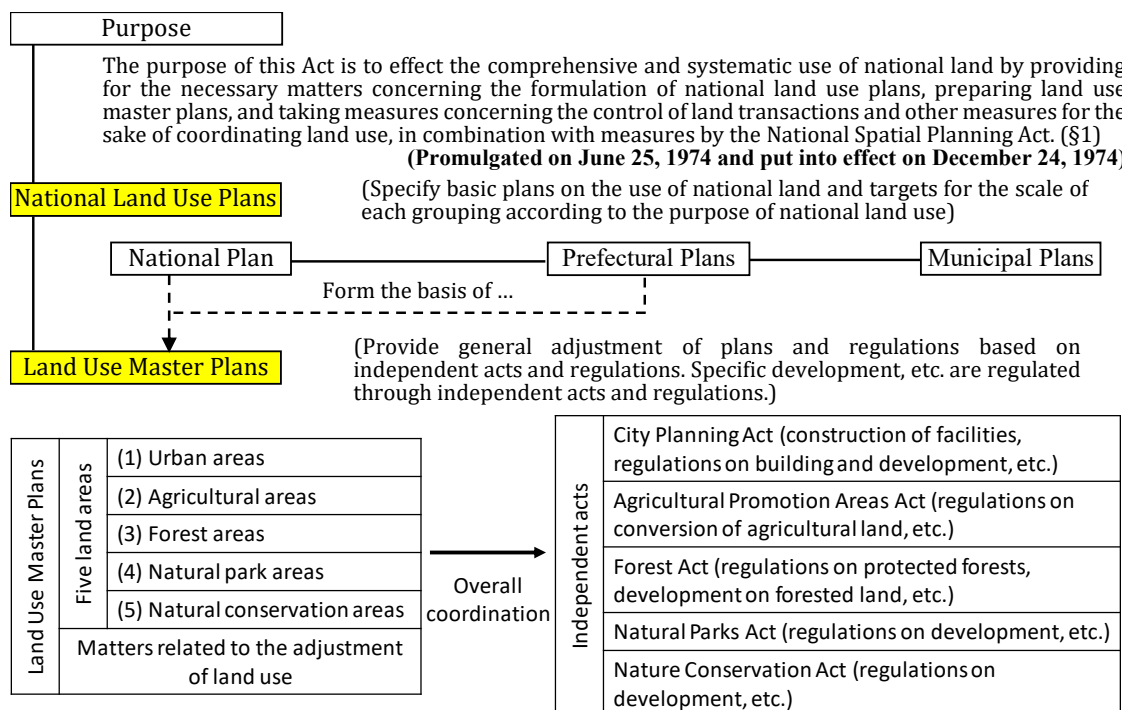 Purpose
The purpose of this Act is to effect the comprehensive and systematic use of national land by providing
for the necessary matters concerning the formulation of national land use plans, preparing land use
master plans, and taking measures concerning the control of land transactions and other measures for the
sake of coordinating land use, in combination with measures by the National Spatial Planning Act. (§1)
(Promulgated on June 25, 1974 and put into effect on December 24, 1974)
National Land Use Plans
(Specify basic plans on the use of national land and targets for the scale of
each grouping according to the purpose of national land use)
National Plan
Prefectural Plans
Municipal Plans
Form the basis of ...
Land Use Master Plans
(Provide general adjustment of plans and regulations based on
independent acts and regulations. Specific development, etc. are regulated
through independent acts and regulations.)
Land Use Master Plans
Five land areas
(1) Urban areas
(2) Agricultural areas
(3) Forest areas
(4) Natural park areas
(5) Natural conservation areas
Matters related to the adjustment
of land use
Overall
coordination
Independent acts
City Planning Act (construction of facilities,
regulations on building and development, etc.)
Agricultural Promotion Areas Act (regulations on
conversion of agricultural land, etc.)
Forest Act (regulations on protected forests,
development on forested land, etc.)
Natural Parks Act (regulations on development, etc.)
Nature Conservation Act (regulations on
development, etc.)